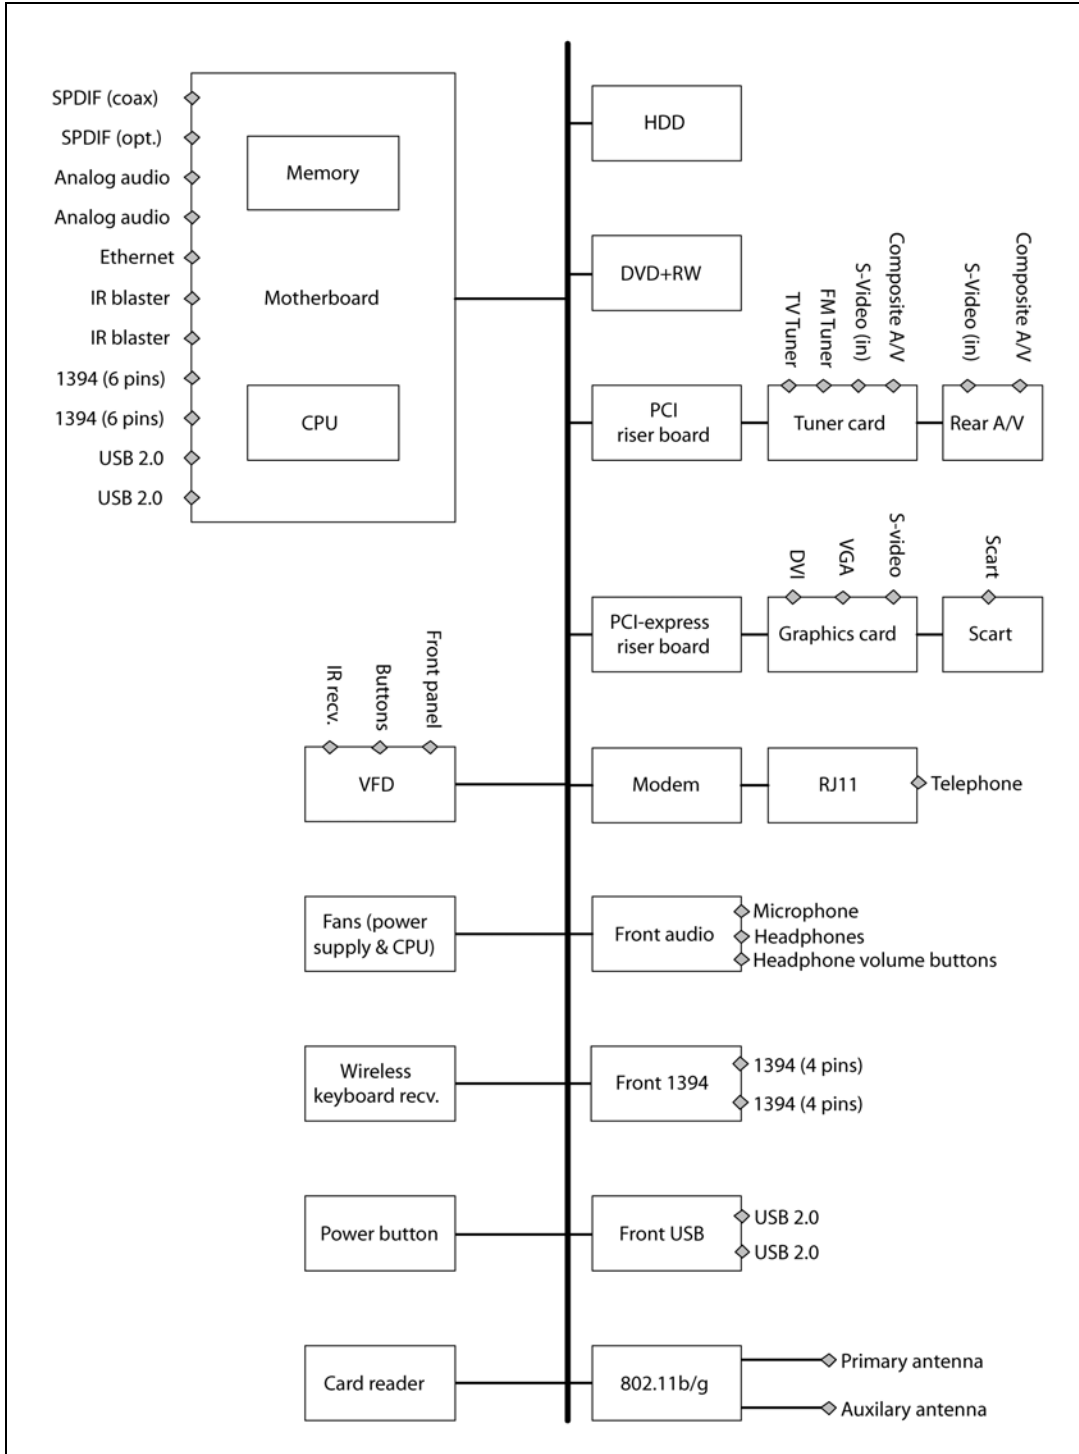 SPDIF (coax)
SPDIF (opt.)
Analog audio
Analog audio
Ethernet
IR blaster
IR blaster
1394 (6 pins)
1394 (6 pins)
USB 2.0
USB 2.0
Memory
Motherboard
CPU
HDD
DVD+RW
TV Tuner
FM Tuner
S-Video (in)
Composite A/V
S-Video (in)
Composite A/V
PCI
riser board
Tuner card
Rear A/V
DVI
VGA
S-video
Scart
PCI-express
riser board
Graphics card
Scart
IR recv.
Buttons
Front panel
VFD
Modem
RJ11
Telephone
Fans (power
supply & CPU)
Front audio
Microphone
Headphones
Headphone volume buttons
Wireless
keyboard recv.
Front 1394
1394 (4 pins)
1394 (4 pins)
Power button
Front USB
USB 2.0
USB 2.0
Card reader
802.11b/g
Primary antenna
Auxilary antenna